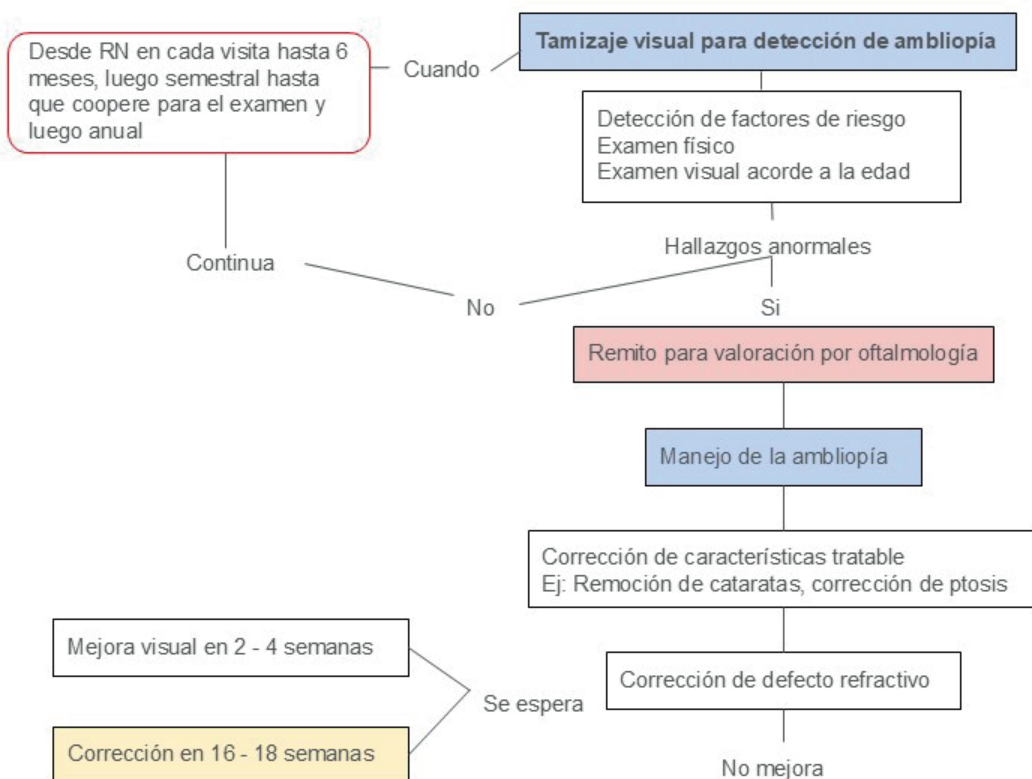 Desde RN en cada visita hasta 6
meses, luego semestral hasta
que coopere para el examen y
luego anual
Cuando
Tamizaje visual para detección de ambliopía
Detección de factores de riesgo
Examen físico
Examen visual acorde a la edad
Hallazgos anormales
Continua
No
Si
Remito para valoración por oftalmología
Manejo de la ambliopía
Corrección de características tratable
Ej: Remoción de cataratas, corrección de ptosis
Mejora visual en 2 - 4 semanas
Se espera
Corrección de defecto refractivo
Corrección en 16 - 18 semanas
No mejora